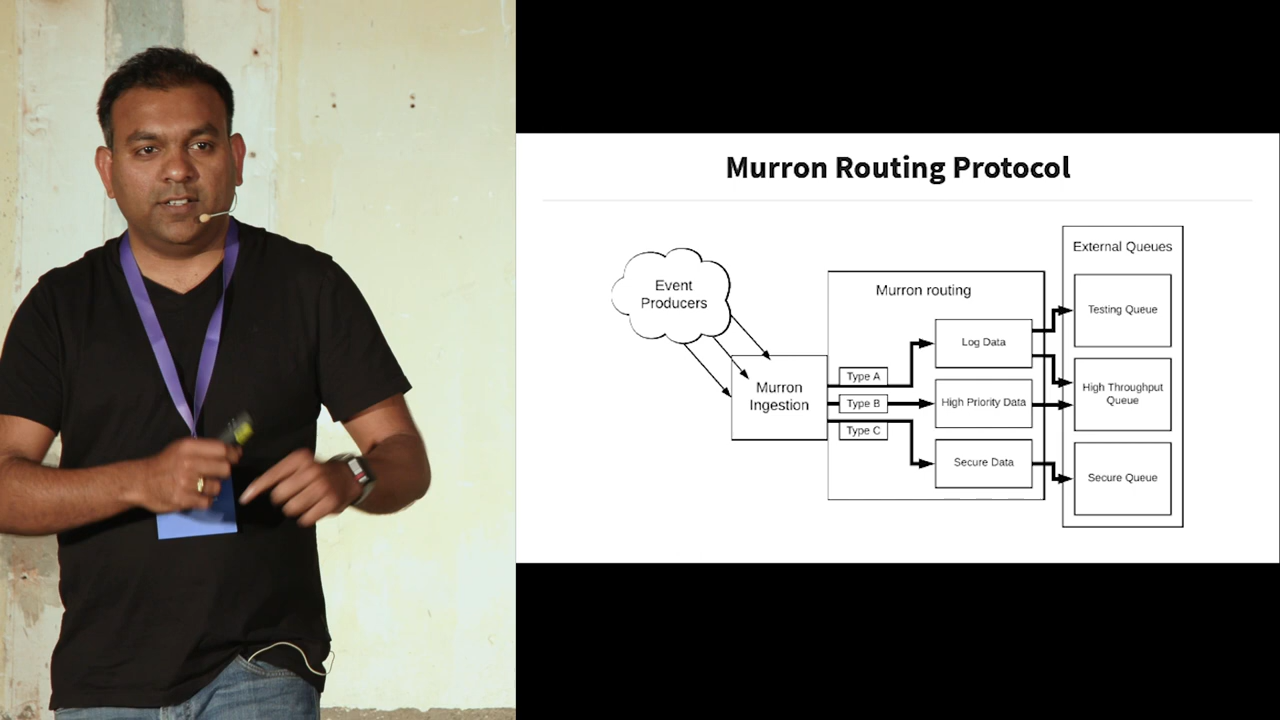 Murron Routing Protocol
Event
Producers
Murron
Ingestion
Murron routing
Type A
Type B
Type C
Log Data
High Priority Data
Secure Data
External Queues
Testing Queue
High Throughput
Queue
Secure Queue